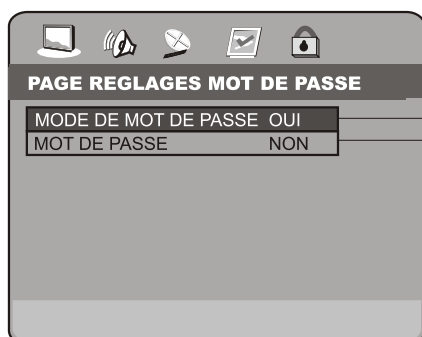 PAGE REGLAGES MOT DE PASSE
MODE DE MOT DE PASSE OUI
MOT DE PASSE NON